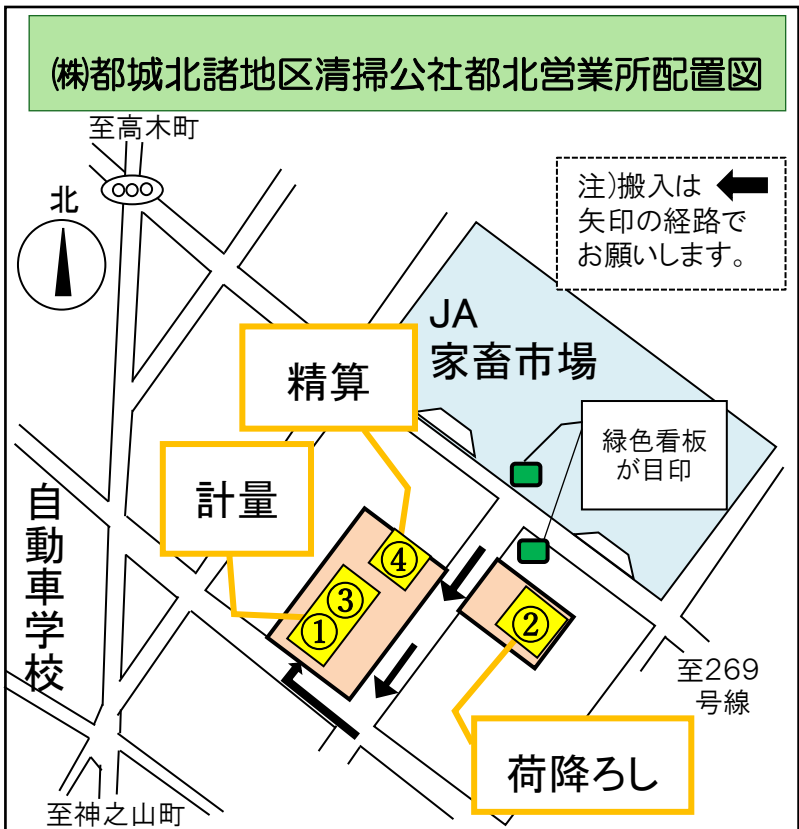 ㈱都城北諸地区清掃公社都北営業所配置図
至高木町
北
注)搬入は
矢印の経路で
お願いします。
JA
家畜市場
精算
緑色看板
が目印
計量
自動車学校
④
③
①
②
至269
号線
荷降ろし
至神之山町